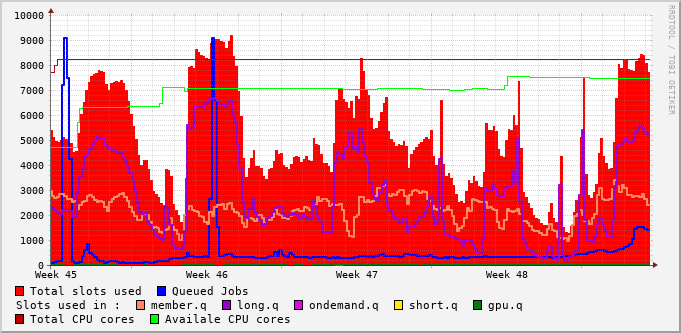 10000
9000
8000
7000
6000
5000
4000
3000
2000
1000
0
Week 45 Week 46 Week 47 Week 48
RRDTOOL / TOBI OETIKER
Total slots used Queued Jobs
Slots used in : member.q long.q ondemand.q short.q gpu.q
Total CPU cores Availale CPU cores